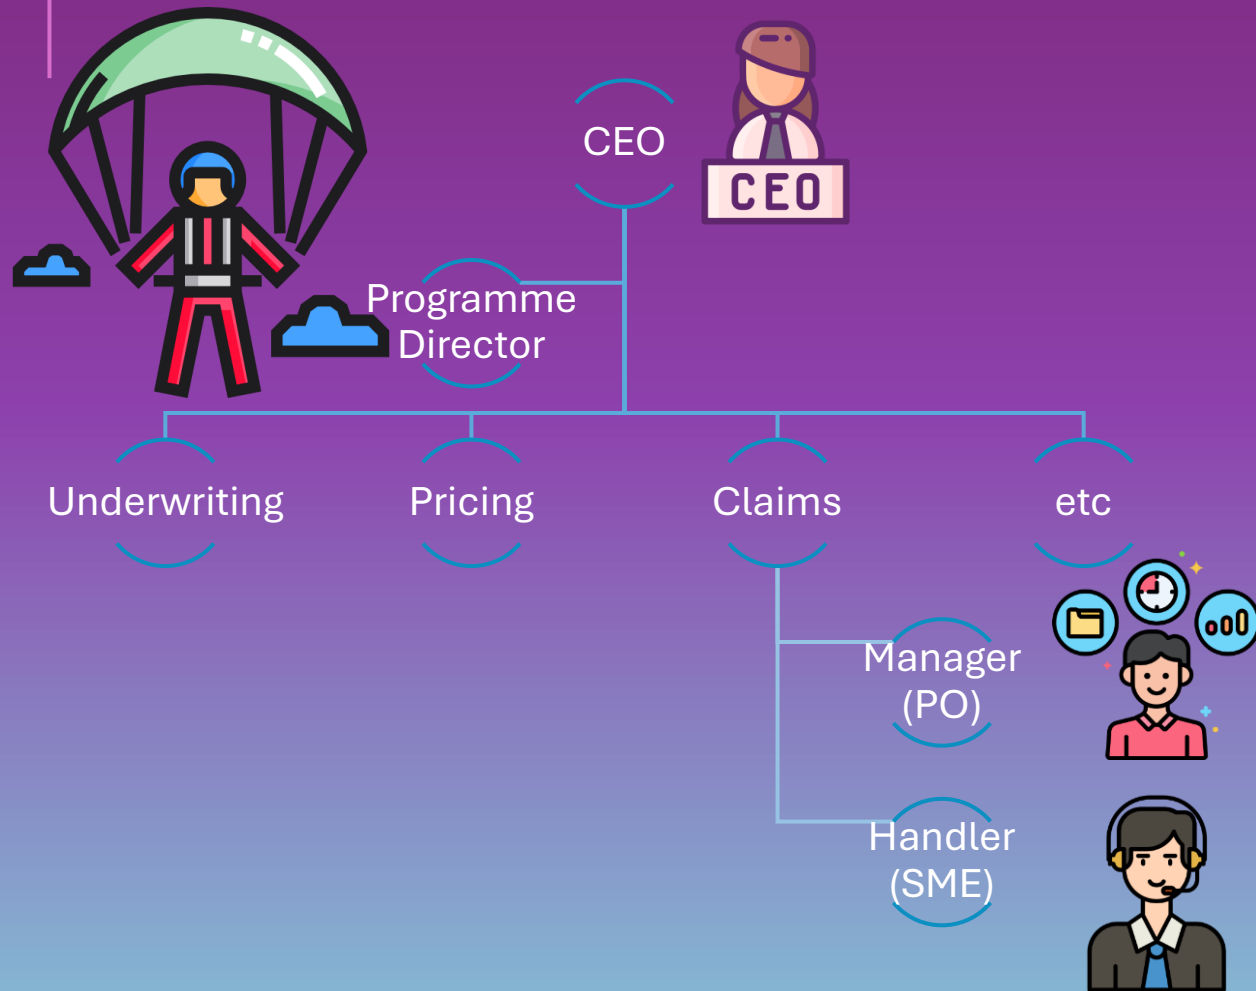 CEO
CEO
Programme
Director
Underwriting
Pricing
Claims
etc
Manager
(PO)
Handler
(SME)